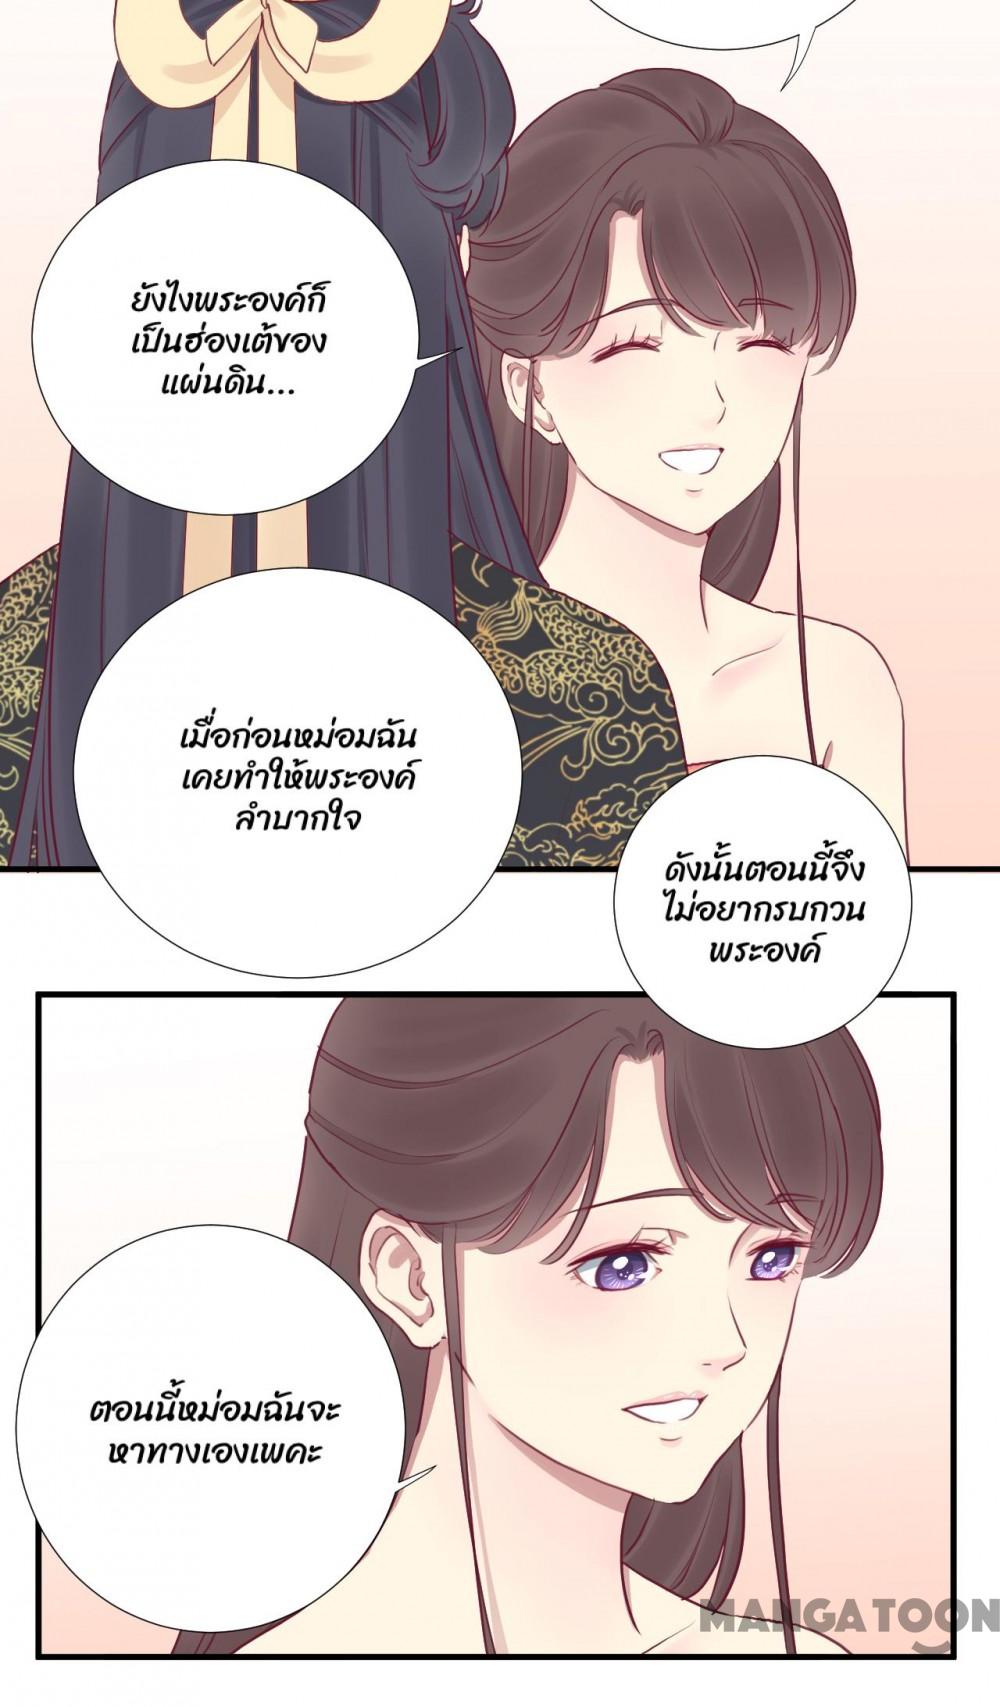 ยังไงพระองค์ก็
เป็นฮ่องเต้ของ
แผ่นดิน...
เมื่อก่อนหม่อมฉัน
เคยทำให้พระองค์
ลำบากใจ
ดังนั้นตอนนี้จึง
ไม่อยากรบกวน
พระองค์
ตอนนี้หม่อมฉันจะ
หาทางเองเพคะ
MANGATOON